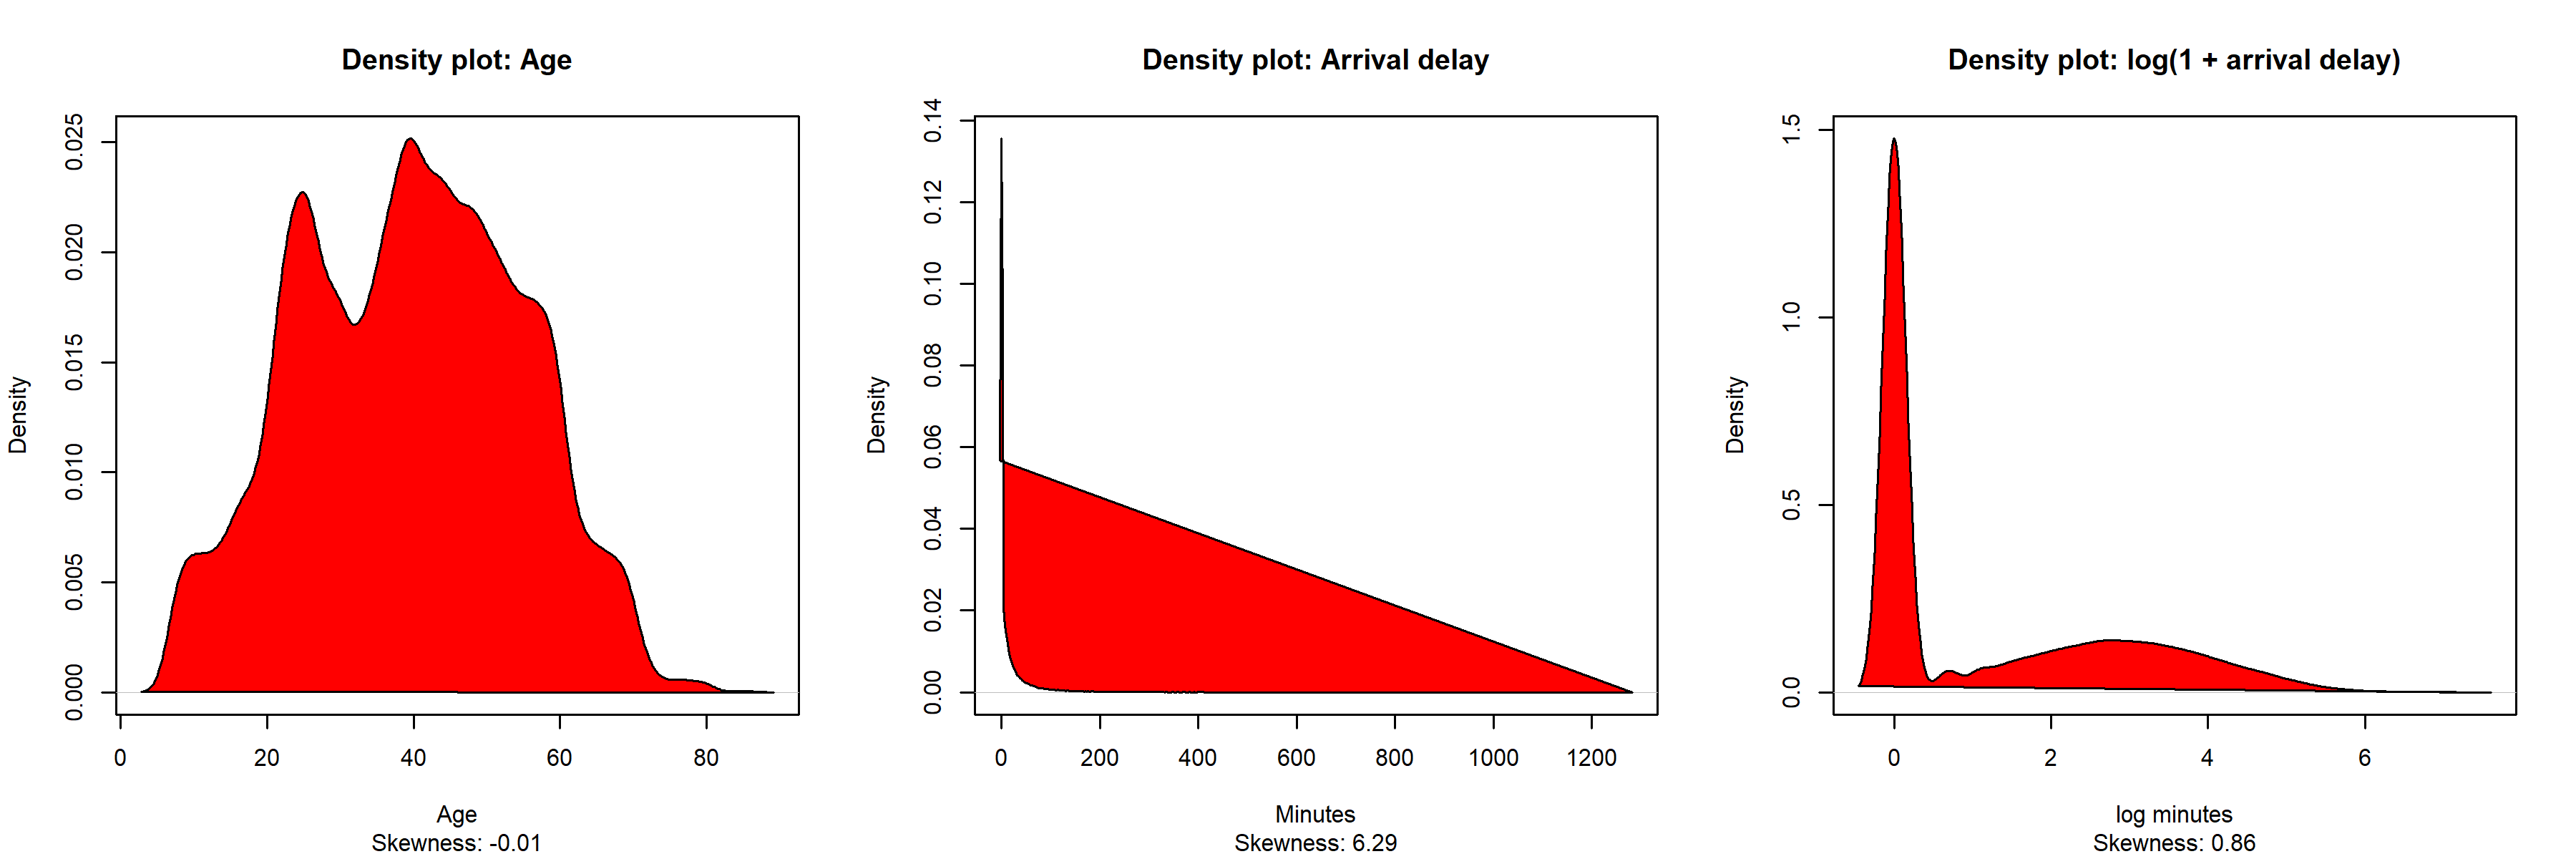 Density plot: Age
Density
0.000 0.005 0.010 0.015 0.020 0.025
0 20 40 60 80
Age
Skewness: -0.01
Density plot: Arrival delay
Density
0.00 0.02 0.04 0.06 0.08 0.10 0.12 0.14
0 200 400 600 800 1000 1200
Minutes
Skewness: 6.29
Density plot: log(1 + arrival delay)
Density
0.0 0.5 1.0 1.5
0 2 4 6
log minutes
Skewness: 0.86